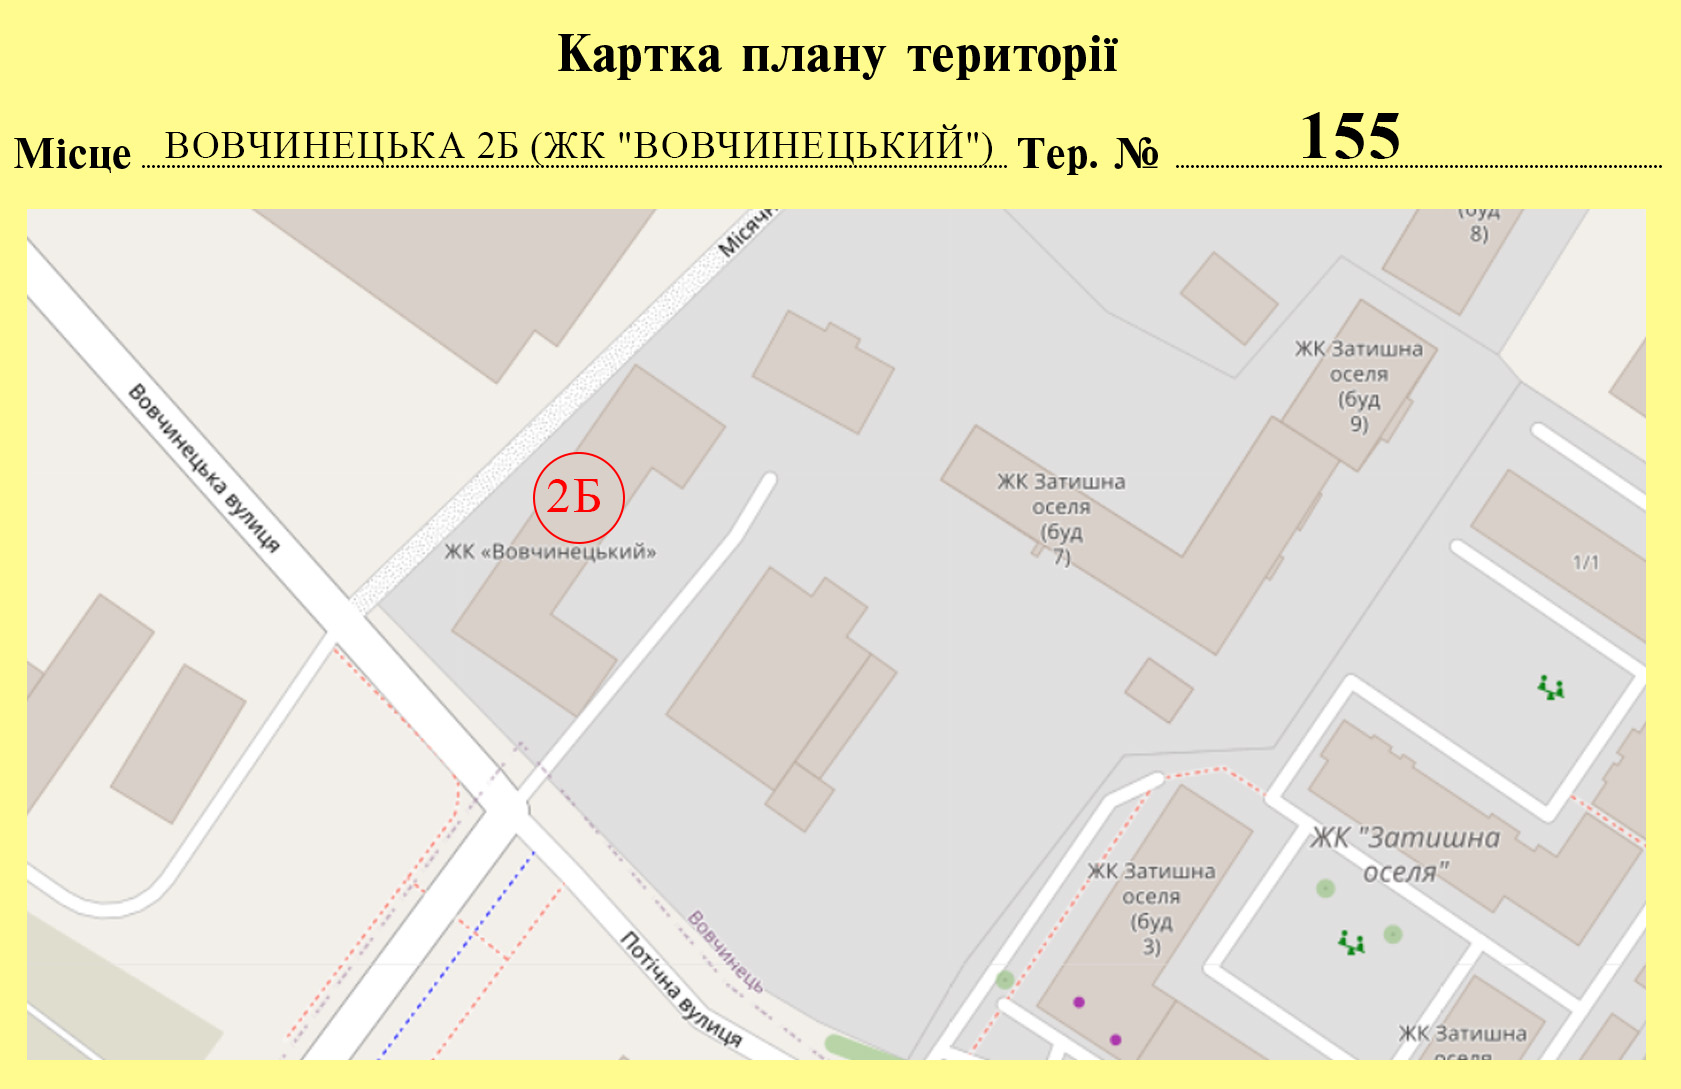 Картка плану території
Місце ВОВЧИНЕЦЬКА 2Б (ЖК "ВОВЧИНЕЦЬКИЙ") Тер. № 155
(буд
8)
ЖК Затишна
оселя
(буд
9)
Вовчинецька вулиця
ЖК Затишна
оселя
(буд
7)
2Б
ЖК «Вовчинецький»
1/1
ЖК "Затишна
оселя"
ЖК Затишна
оселя
(буд
3)
Вовчинець
Потічна вулиця
ЖК Затишна
оселя